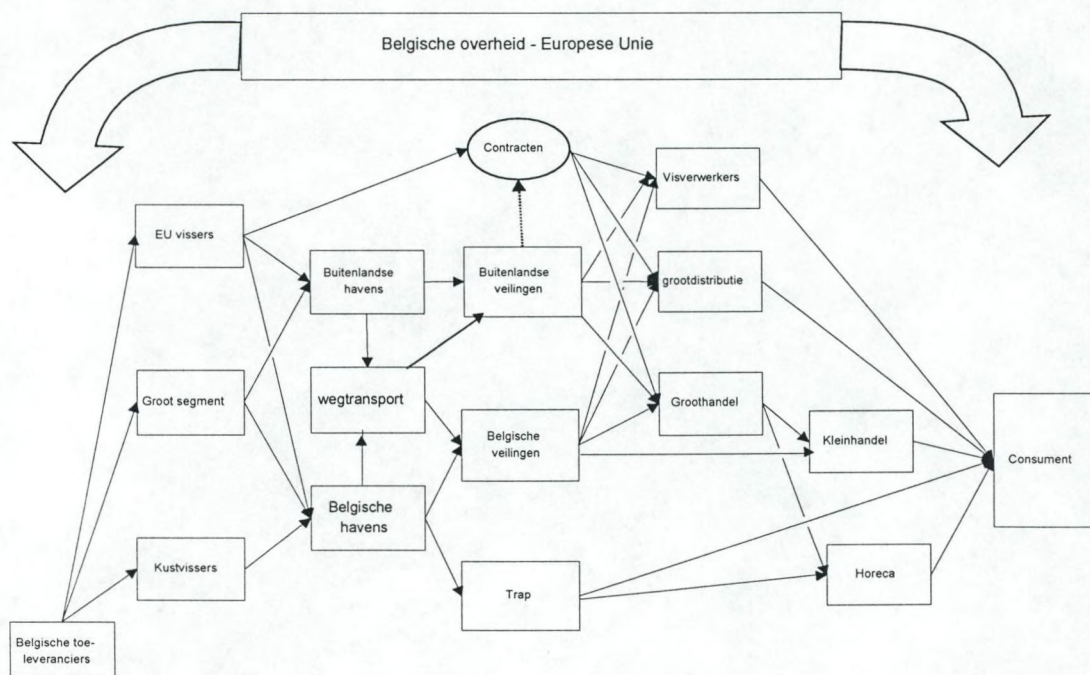 Belgische overheid - Europese Unie
Contracten
Visverwerkers
EU vissers
Buitenlandse
havens
Buitenlandse
veilingen
grootdistributie
Groot segment
wegtransport
Groothandel
Belgische
veilingen
Kleinhandel
Consument
Belgische
havens
Kustvissers
Trap
Horeca
Belgische toe-
leveranciers